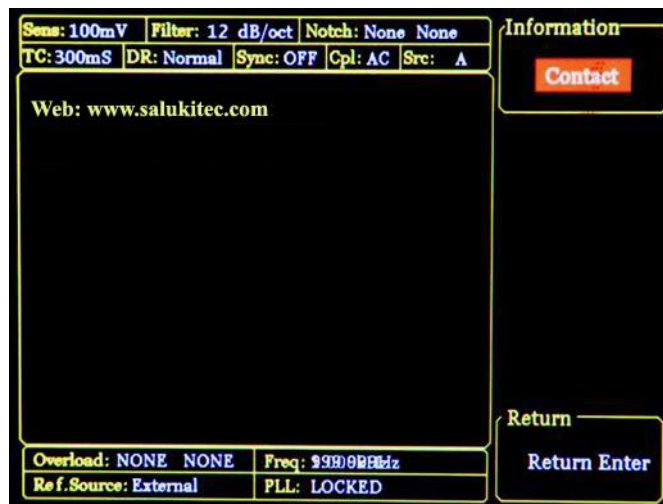 Sens: 100mV Filter: 12 dB/oct Notch: None None
TC: 300mS DR: Normal Sync: OFF Cpl: AC Src: A
Information
Contact
Web: www.salukitec.com
Return
Return Enter
Overload: NONE NONE Freq:
Ref.Source: External PLL: LOCKED